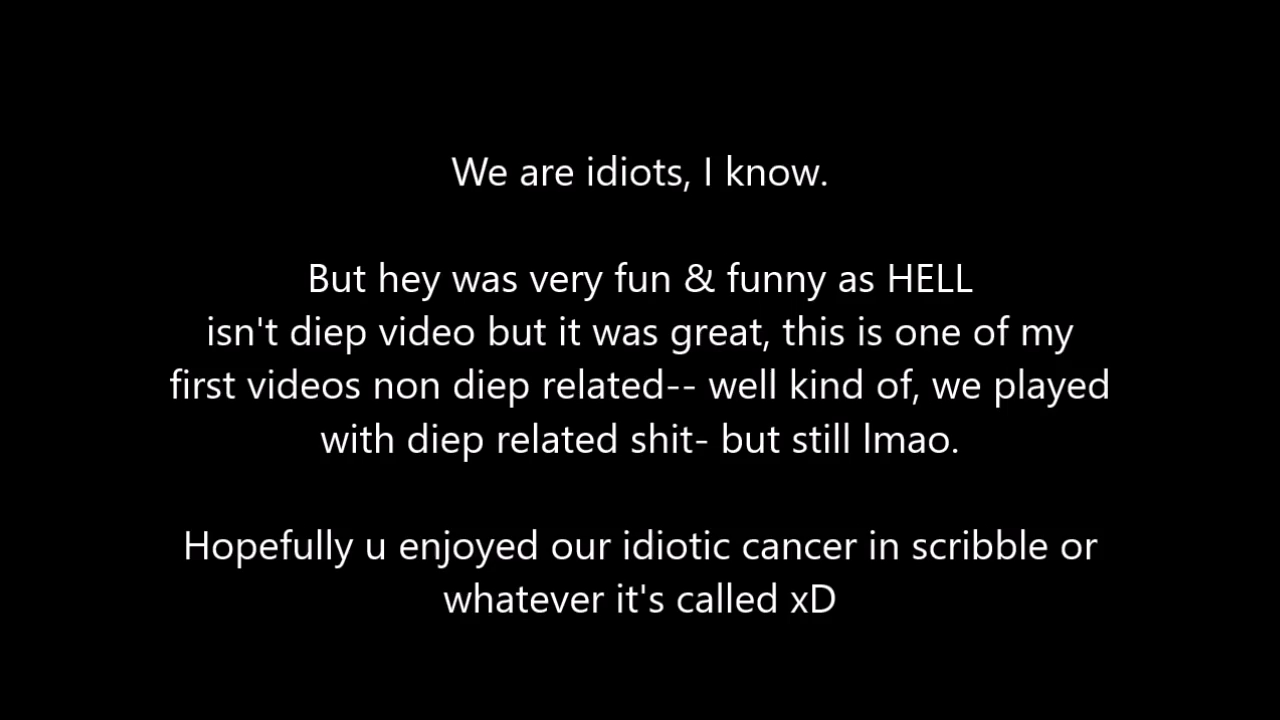 We are idiots, I know.
But hey was very fun & funny as HELL
isn't diep video but it was great, this is one of my
first videos non diep related-- well kind of, we played
with diep related shit- but still lmao.
Hopefully u enjoyed our idiotic cancer in scribble or
whatever it's called xD